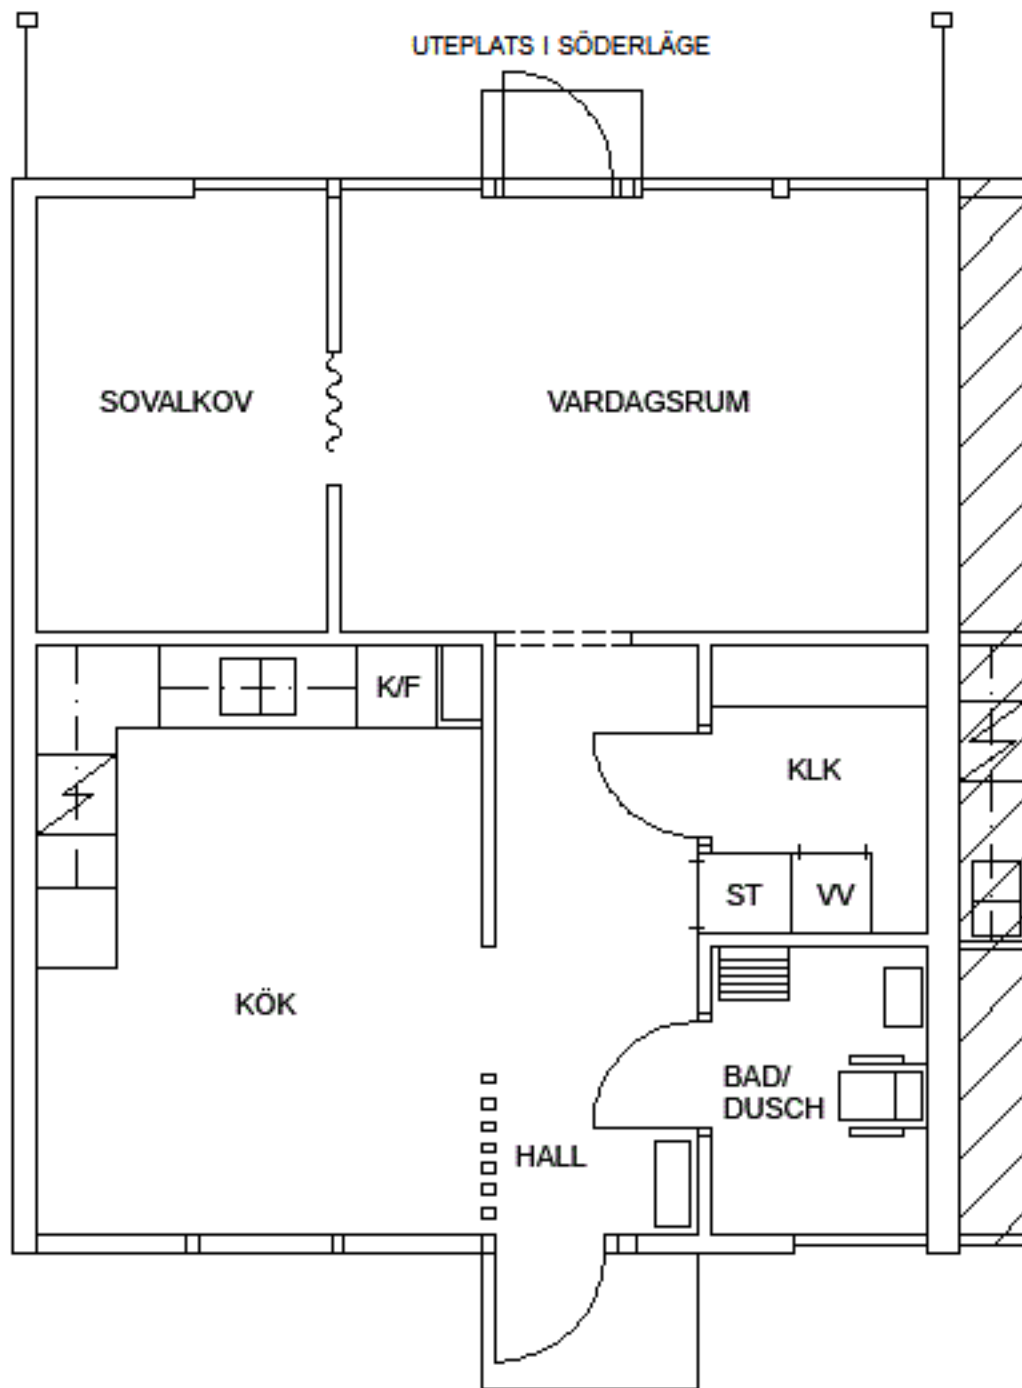 UTEPLATS I SÖDERLÄGE
SOVALKOV
VARDAGSRUM
K/F
KLK
ST
VV
KÖK
BAD/
DUSCH
HALL